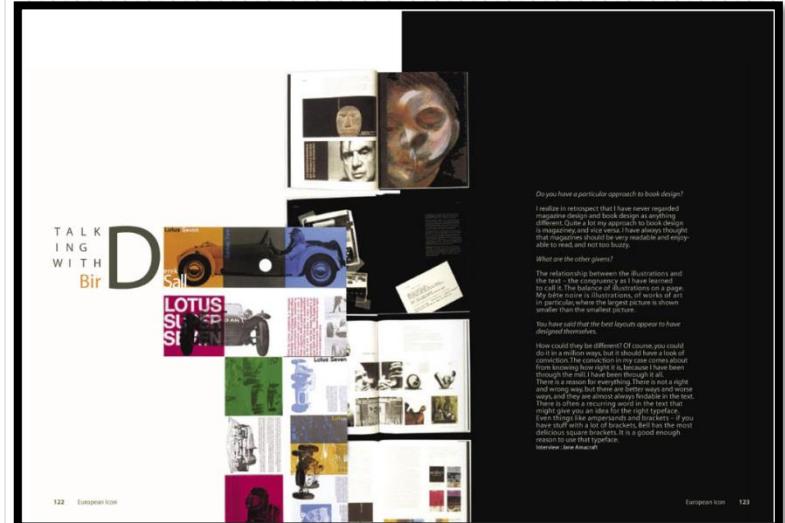 TALK
ING
WITH
Bir
D
erek
Sall
Lotus Seven
LOTUS
SUPER
SEVEN
Lotus Seven
Do you have a particular approach to book design?
I realize in retrospect that I have never regarded
magazine design and book design as anything
different. Quite a lot my approach to book design
is magaziney, and vice versa. I have always thought
that magazines should be very readable and enjoy-
able to read, and not too buzzy.
What are the other givens?
The relationship between the illustrations and
the text – the congruency as I have learned
to call it. The balance of illustrations on a page.
My bête noire is illustrations, of works of art
in particular, where the largest picture is shown
smaller than the smallest picture.
You have said that the best layouts appear to have
designed themselves.
How could they be different? Of course, you could
do it in a million ways, but it should have a look of
conviction. The conviction in my case comes about
from knowing how right it is, because I have been
through the mill. I have been through it all.
There is a reason for everything. There is not a right
and wrong way, but there are better ways and worse
ways, and they are almost always findable in the text.
There is often a recurring word in the text that
might give you an idea for the right typeface.
Even things like ampersands and brackets – if you
have stuff with a lot of brackets, Bell has the most
delicious square brackets. It is a good enough
reason to use that typeface.
Interview : Jane Amacraft
122 European Icon
European Icon 123